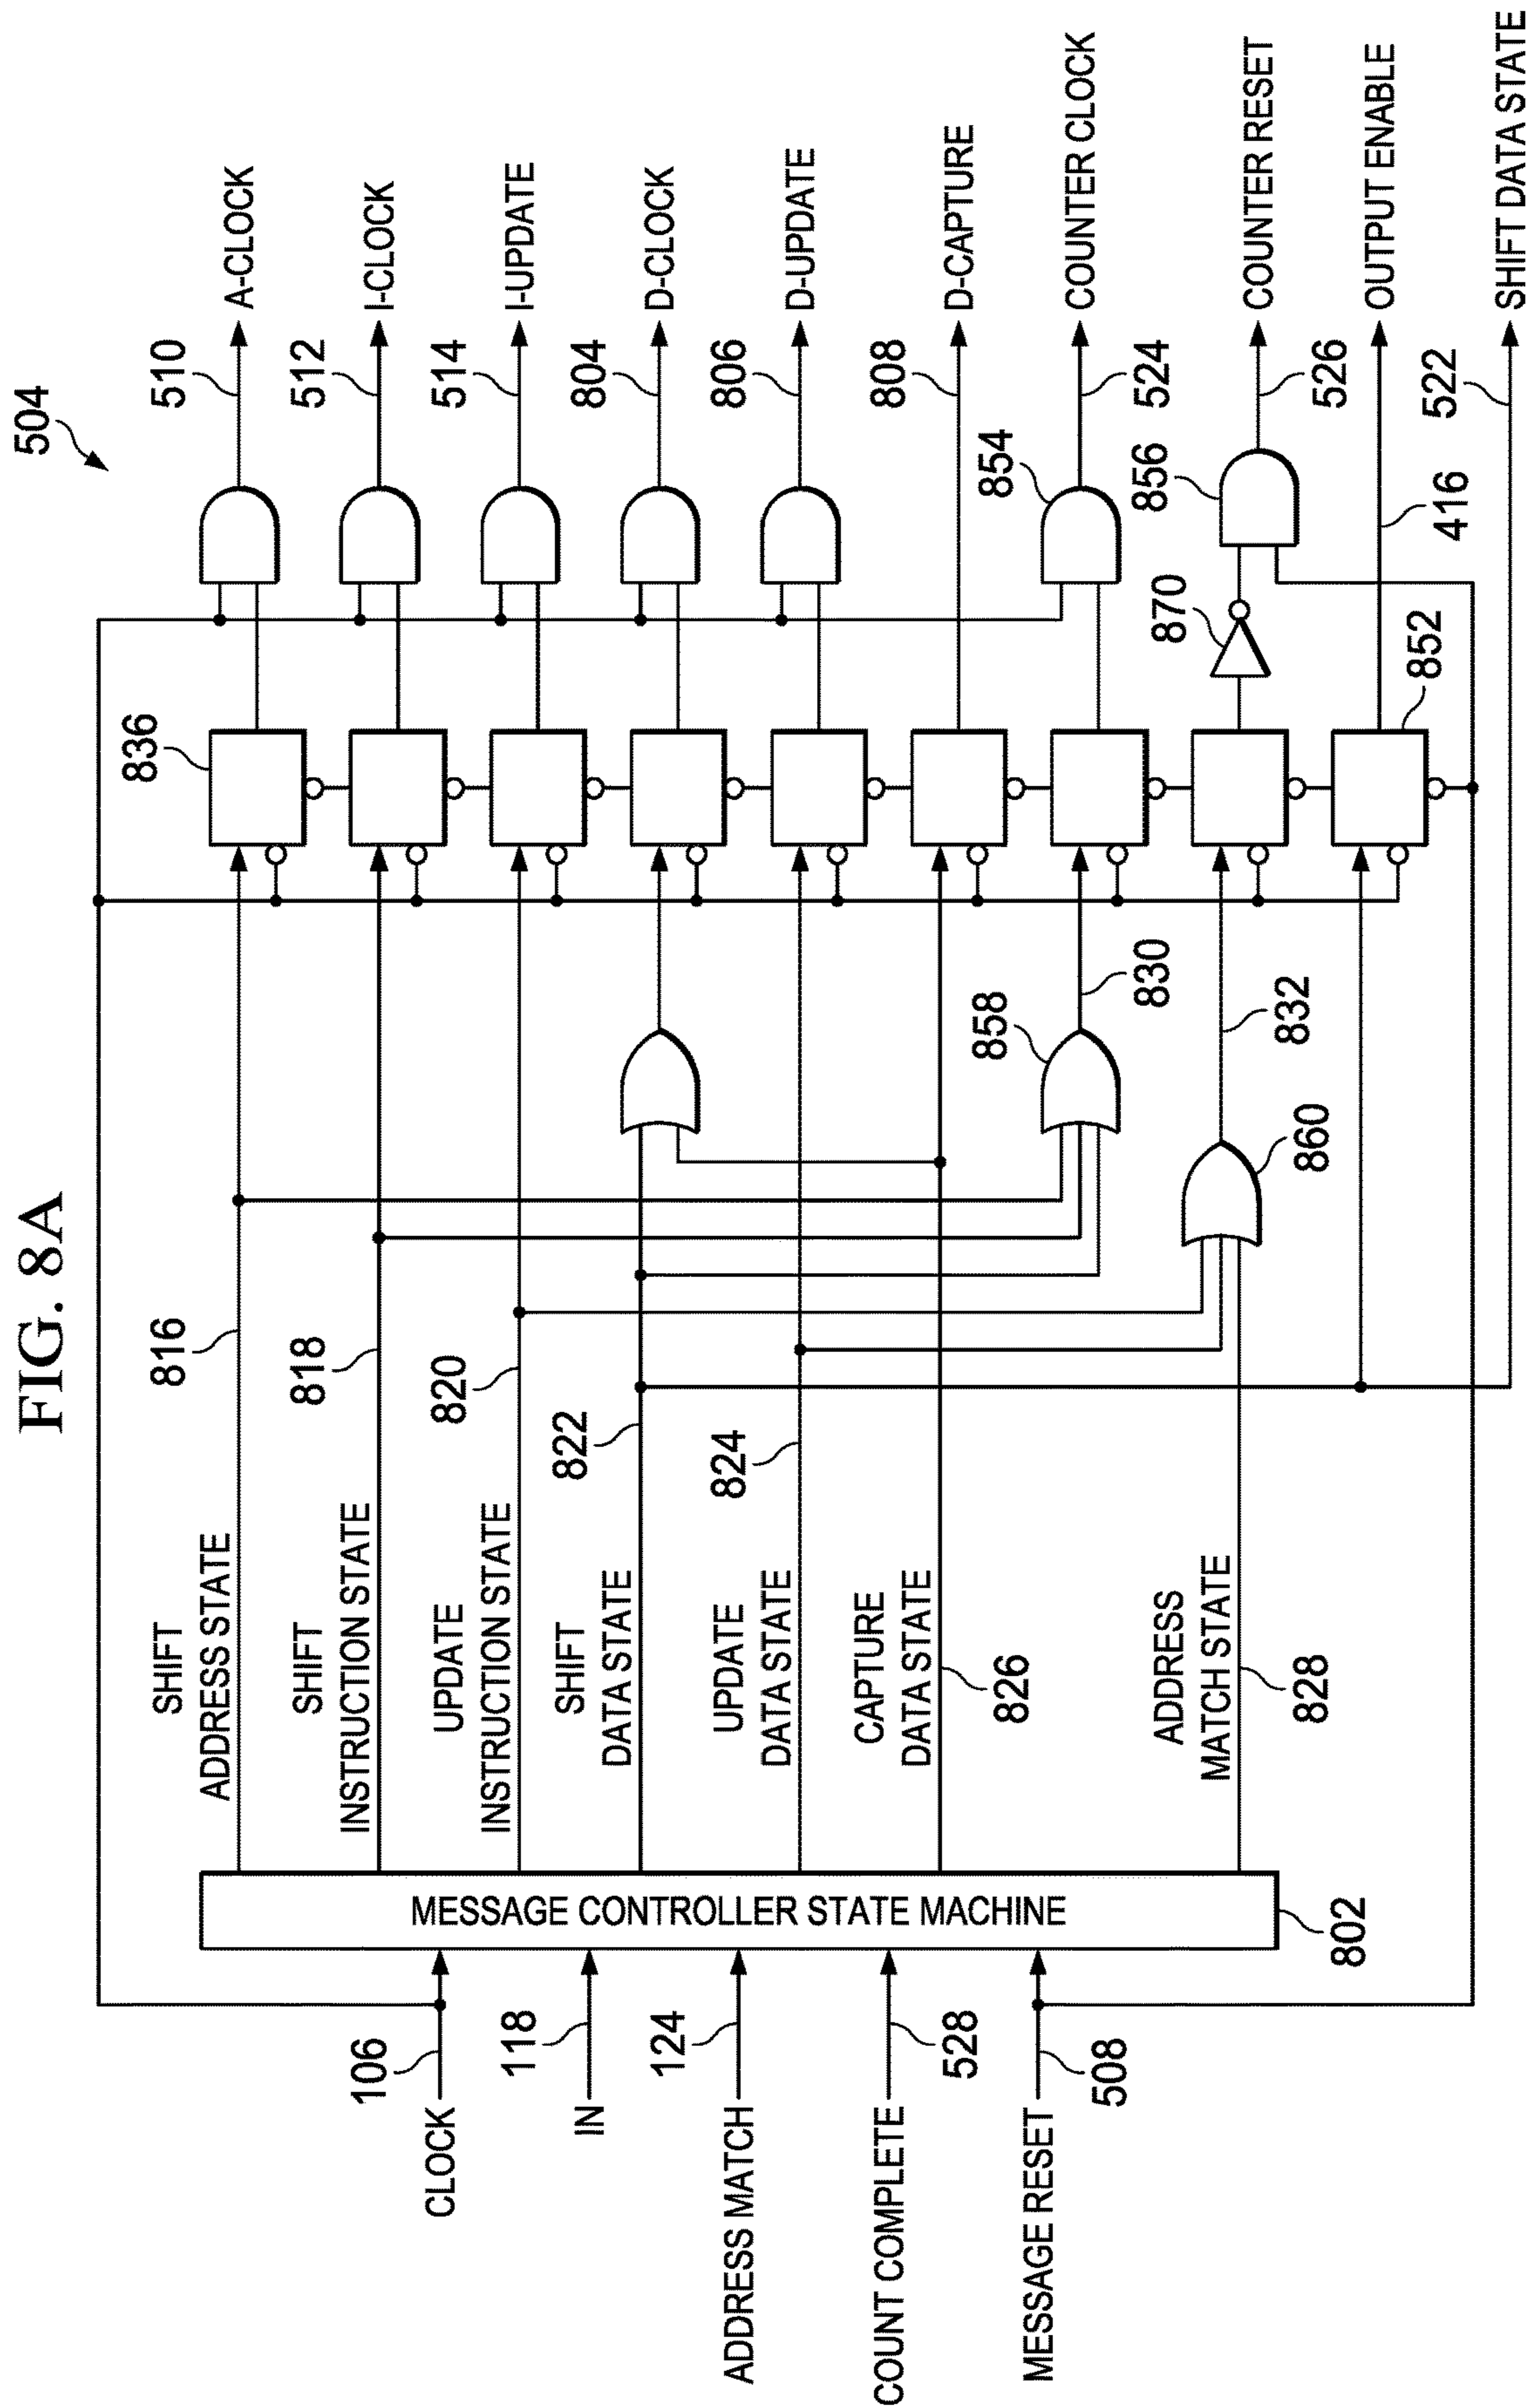 FIG. 8A
504
CLOCK
106
IN
118
ADDRESS MATCH
124
COUNT COMPLETE
528
MESSAGE RESET
508
MESSAGE CONTROLLER STATE MACHINE
802
SHIFT
ADDRESS STATE
816
SHIFT
INSTRUCTION STATE
818
UPDATE
INSTRUCTION STATE
820
SHIFT
DATA STATE
822
UPDATE
DATA STATE
824
CAPTURE
DATA STATE
826
ADDRESS
MATCH STATE
828
858
830
860
832
836
852
870
854
856
510
A-CLOCK
512
I-CLOCK
514
I-UPDATE
804
D-CLOCK
806
D-UPDATE
808
D-CAPTURE
524
COUNTER CLOCK
526
COUNTER RESET
416
OUTPUT ENABLE
522
SHIFT DATA STATE